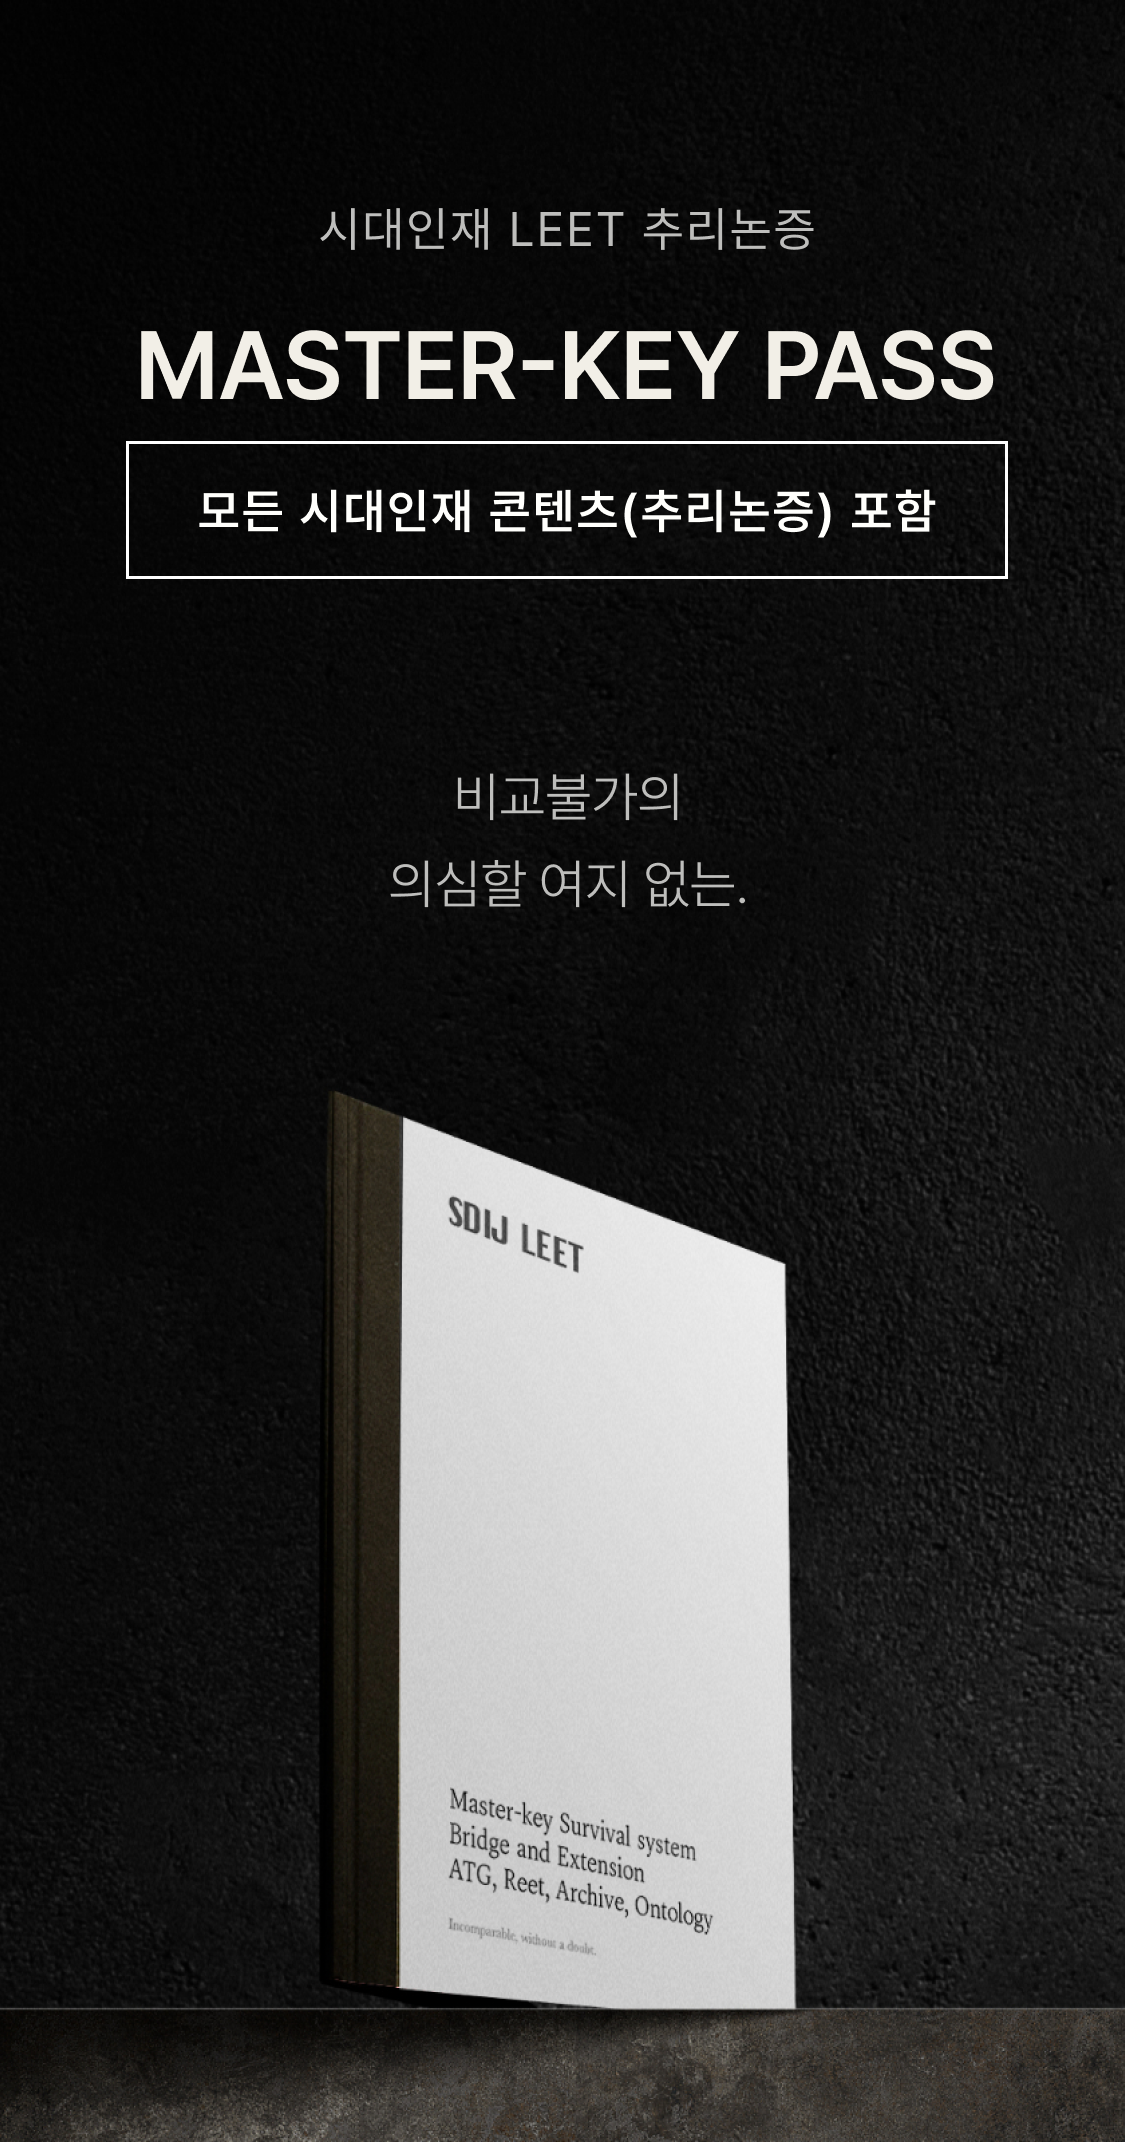 시대인재 LEET 추리논증
MASTER-KEY PASS
모든 시대인재 콘텐츠(추리논증) 포함
비교불가의
의심할 여지 없는.
SDIJ LEET
Master-key Survival system
Bridge and Extension
ATG, Reet, Archive, Ontology
Incomparable, without a doubt.